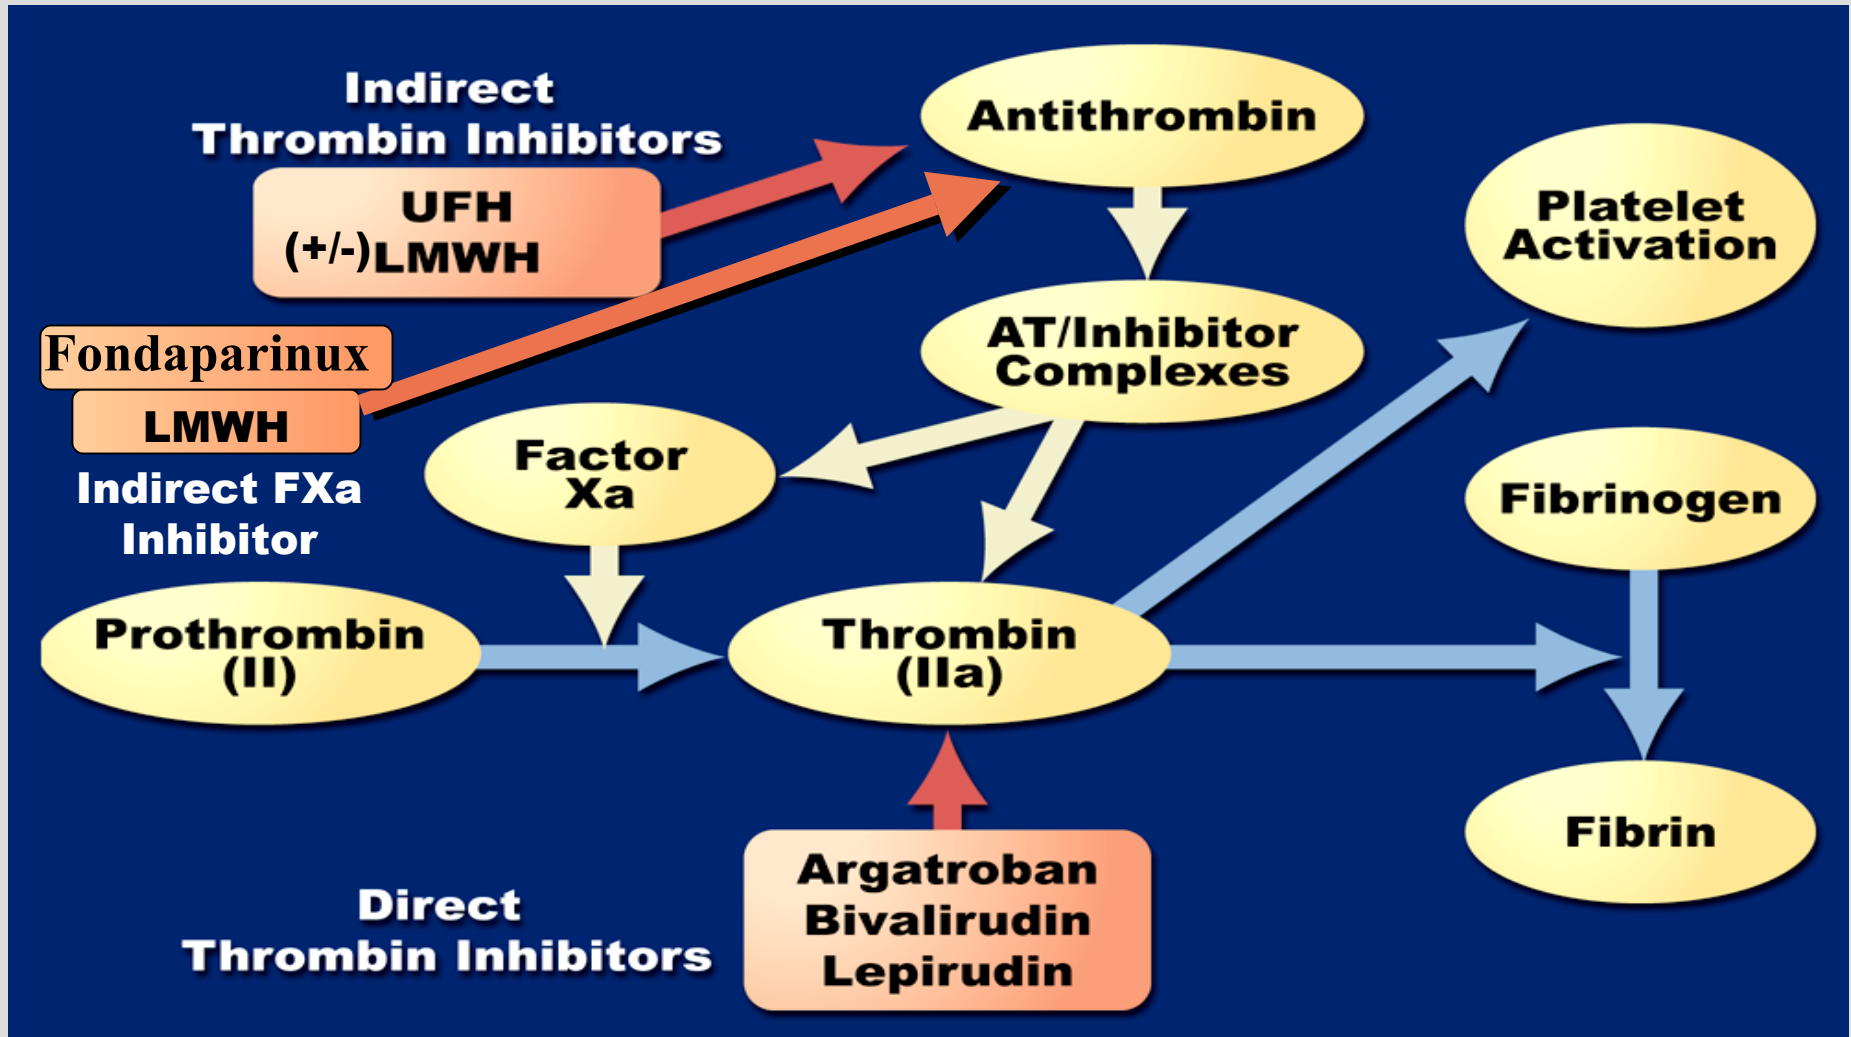 Indirect
Thrombin Inhibitors
UFH
(+/-)LMWH
Fondaparinux
LMWH
Indirect FXa
Inhibitor
Antithrombin
AT/Inhibitor
Complexes
Platelet
Activation
Factor
Xa
Fibrinogen
Prothrombin
(II)
Thrombin
(IIa)
Fibrin
Direct
Thrombin Inhibitors
Argatroban
Bivalirudin
Lepirudin